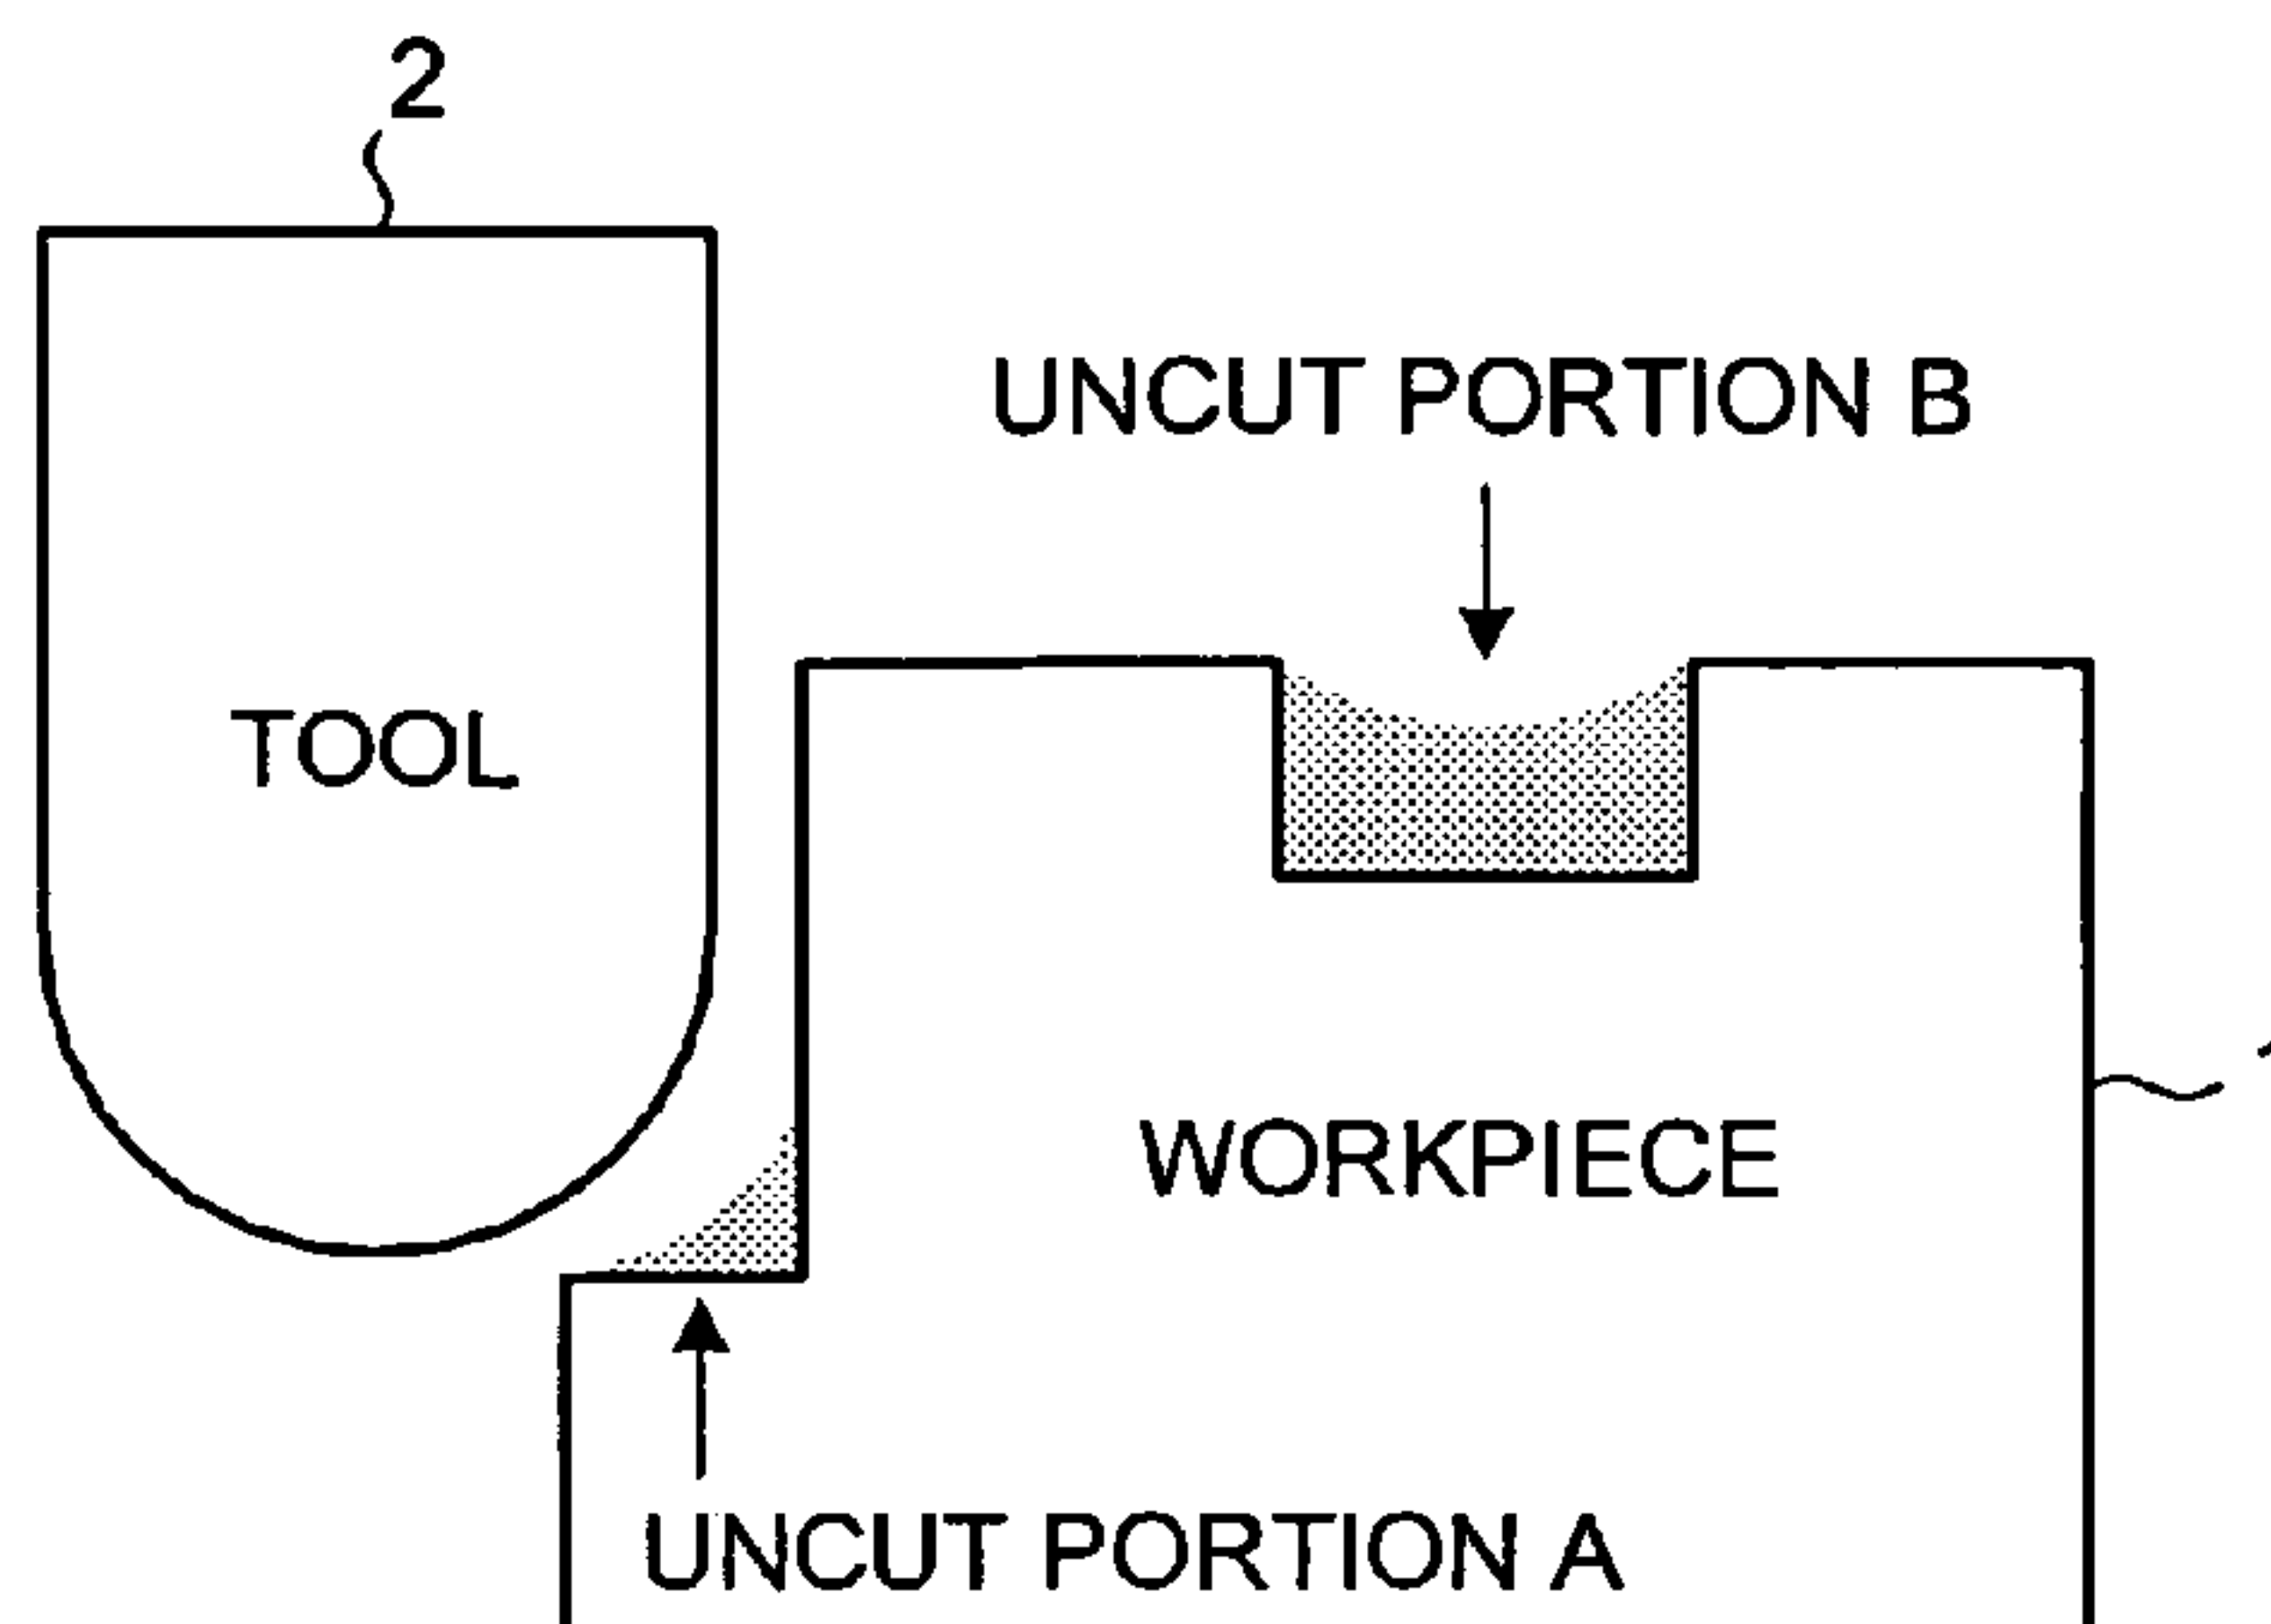 2
UNCUT PORTION B
TOOL
WORKPIECE
UNCUT PORTION A